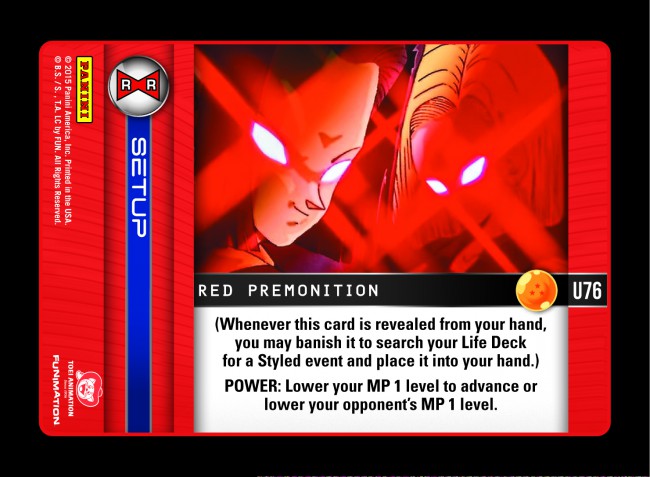 RED PREMONITION
U76
(Whenever this card is revealed from your hand,
you may banish it to search your Life Deck
for a Styled event and place it into your hand.)
POWER: Lower your MP 1 level to advance or
lower your opponent's MP 1 level.
SETUP
R R
PANINI
© 2015 Panini America, Inc. Printed in the USA.
© B.S./ S., T.A. LC by FUN. All Rights Reserved.
TOEI ANIMATION
FUNIMATION